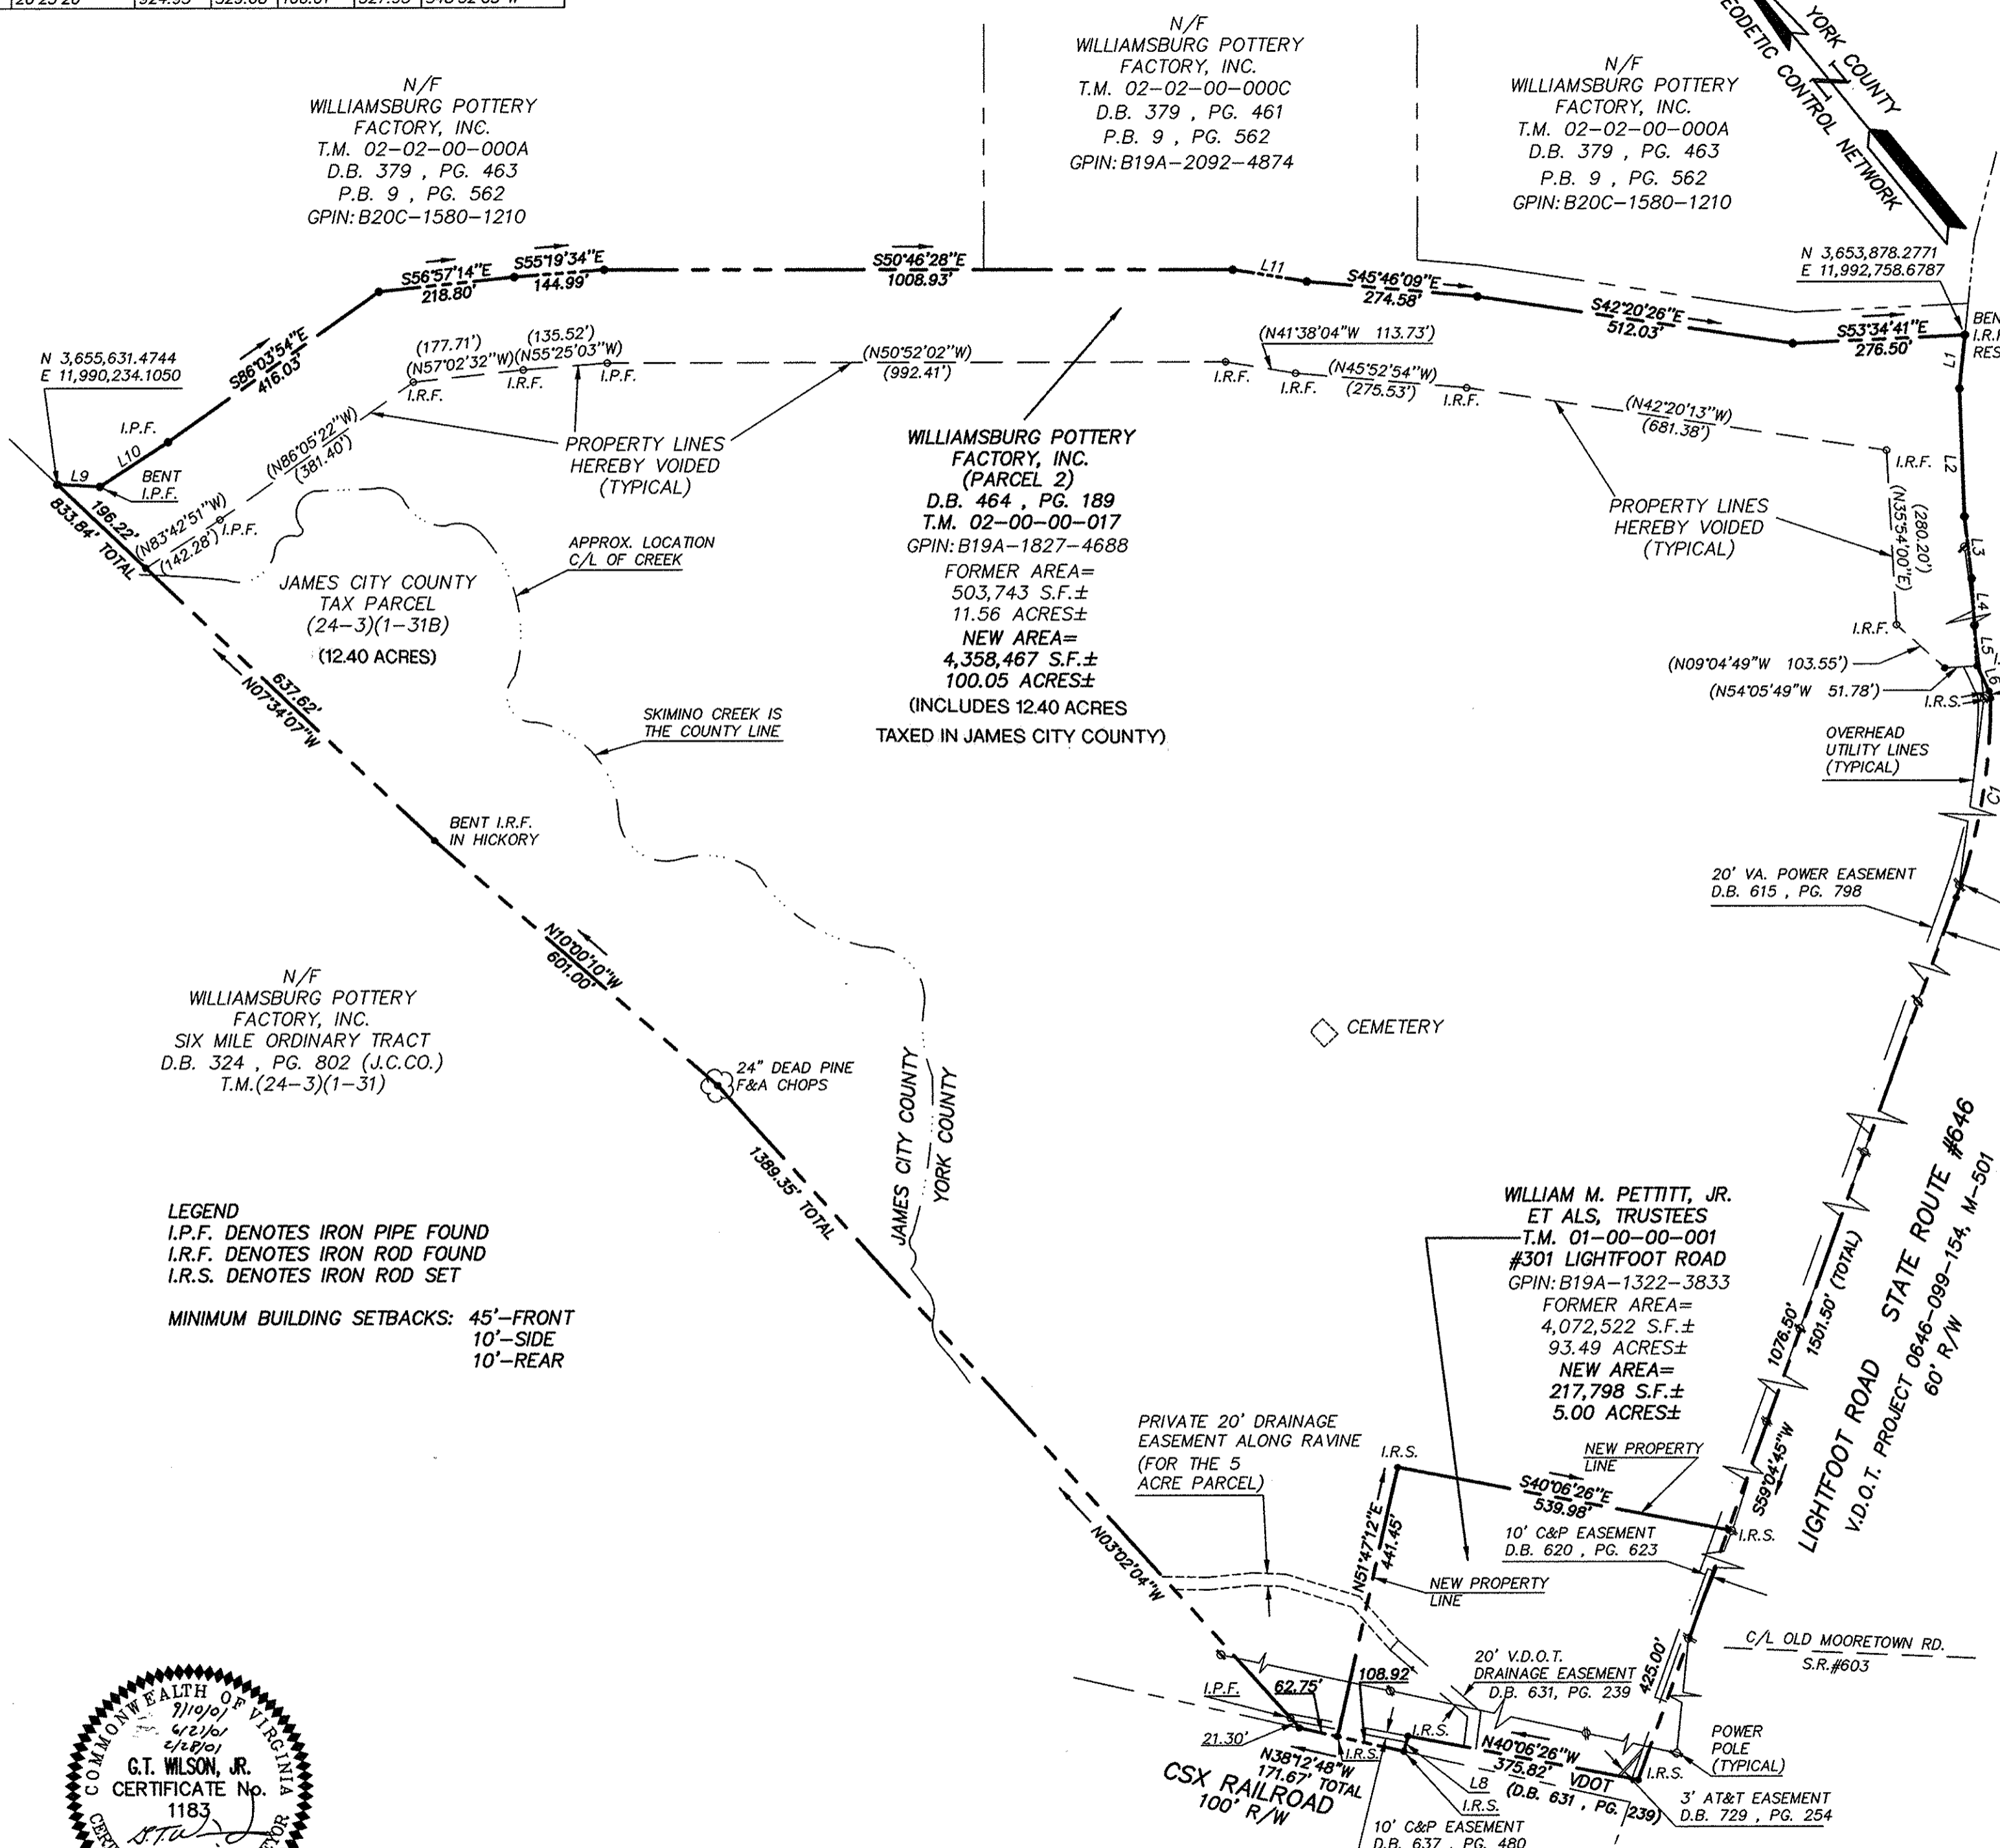 20°23'20"
924.95'
329.08'
527.95'
N/F
WILLIAMSBURG POTTERY
FACTORY, INC.
T.M. 02-02-00-000A
D.B. 379 , PG. 463
P.B. 9 , PG. 562
GPIN: B20C-1580-1210
N/F
WILLIAMSBURG POTTERY
FACTORY, INC.
T.M. 02-02-00-000C
D.B. 379 , PG. 461
P.B. 9 , PG. 562
GPIN: B19A-2092-4874
N/F
WILLIAMSBURG POTTERY
FACTORY, INC.
T.M. 02-02-00-000A
D.B. 379 , PG. 463
P.B. 9 , PG. 562
GPIN: B20C-1580-1210
YORK COUNTY
EODETIC CONTROL NETWORK
N
N 3,653,878.2771
E 11,992,758.6787
S86°03'54"E
416.03'
S56°57'14"E
218.80'
S55°19'34"E
144.99'
S50°46'28"E
1008.93'
L11
S45°46'09"E
274.58'
S42°20'26"E
512.03'
S53°34'41"E
276.50'
BEN
I.R.F
RES
L1
L2
L3
L4
L5
L6
N 3,655,631.4744
E 11,990,234.1050
I.P.F.
L10
L9
BENT
I.P.F.
196.22'
833.84' TOTAL
(N83°42'51"W)
(142.28')
I.P.F.
(N86°05'22"W)
(381.40')
(177.71')
(N57°02'32"W)
I.R.F.
(135.52')
(N55°25'03"W)
I.R.F.
I.P.F.
(N50°52'02"W)
(992.41')
I.R.F.
(N41°38'04"W 113.73')
I.R.F.
(N45°52'54"W)
(275.53')
I.R.F.
(N42°20'13"W)
(681.38')
I.R.F.
(280.20')
(N35°54'00"E)
I.R.F.
(N09°04'49"W 103.55')
(N54°05'49"W 51.78')
I.R.S.
PROPERTY LINES
HEREBY VOIDED
(TYPICAL)
PROPERTY LINES
HEREBY VOIDED
(TYPICAL)
WILLIAMSBURG POTTERY
FACTORY, INC.
(PARCEL 2)
D.B. 464 , PG. 189
T.M. 02-00-00-017
GPIN: B19A-1827-4688
FORMER AREA=
503,743 S.F.±
11.56 ACRES±
NEW AREA=
4,358,467 S.F.±
100.05 ACRES±
(INCLUDES 12.40 ACRES
TAXED IN JAMES CITY COUNTY)
APPROX. LOCATION
C/L OF CREEK
JAMES CITY COUNTY
TAX PARCEL
(24-3)(1-31B)
(12.40 ACRES)
637.62'
N07°34'07"W
SKIMINO CREEK IS
THE COUNTY LINE
OVERHEAD
UTILITY LINES
(TYPICAL)
BENT I.R.F.
IN HICKORY
20' VA. POWER EASEMENT
D.B. 615 , PG. 798
N10°00'10"W
601.00'
N/F
WILLIAMSBURG POTTERY
FACTORY, INC.
SIX MILE ORDINARY TRACT
D.B. 324 , PG. 802 (J.C.CO.)
T.M.(24-3)(1-31)
24" DEAD PINE
F&A CHOPS
CEMETERY
JAMES CITY COUNTY
YORK COUNTY
1389.35' TOTAL
LEGEND
I.P.F. DENOTES IRON PIPE FOUND
I.R.F. DENOTES IRON ROD FOUND
I.R.S. DENOTES IRON ROD SET
MINIMUM BUILDING SETBACKS: 45'-FRONT
10'-SIDE
10'-REAR
WILLIAM M. PETTITT, JR.
ET ALS, TRUSTEES
T.M. 01-00-00-001
#301 LIGHTFOOT ROAD
GPIN: B19A-1322-3833
FORMER AREA=
4,072,522 S.F.±
93.49 ACRES±
NEW AREA=
217,798 S.F.±
5.00 ACRES±
1076.50'
1501.50' (TOTAL)
S59°04'45"W
LIGHTFOOT ROAD STATE ROUTE #646
V.D.O.T. PROJECT 0646-099-154, M-501
60' R/W
PRIVATE 20' DRAINAGE
EASEMENT ALONG RAVINE
(FOR THE 5
ACRE PARCEL)
I.R.S.
NEW PROPERTY
LINE
S40°06'26"E
539.98'
I.R.S.
10' C&P EASEMENT
D.B. 620 , PG. 623
N51°47'12"E
441.45'
NEW PROPERTY
LINE
N03°02'04"W
C/L OLD MOORETOWN RD.
S.R.#603
425.00'
20' V.D.O.T.
DRAINAGE EASEMENT
D.B. 631, PG. 239
I.P.F.
62.75'
108.92'
21.30'
I.R.S.
I.R.S.
N38°12'48"W
171.67' TOTAL
N40°06'26"W
375.82'
VDOT
(D.B. 631 , PG. 239)
L8
I.R.S.
I.R.S.
POWER
POLE
(TYPICAL)
3' AT&T EASEMENT
D.B. 729 , PG. 254
CSX RAILROAD
100' R/W
10' C&P EASEMENT
D.B. 637 , PG. 480
COMMONWEALTH OF VIRGINIA
9/10/01
6/21/01
2/28/01
G.T. WILSON, JR.
CERTIFICATE No.
1183